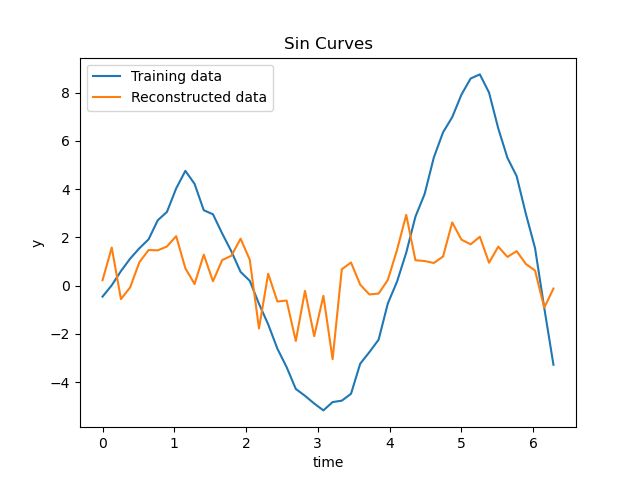 Sin Curves
Training data
Reconstructed data
8
6
4
2
0
−2
−4
y
0 1 2 3 4 5 6
time